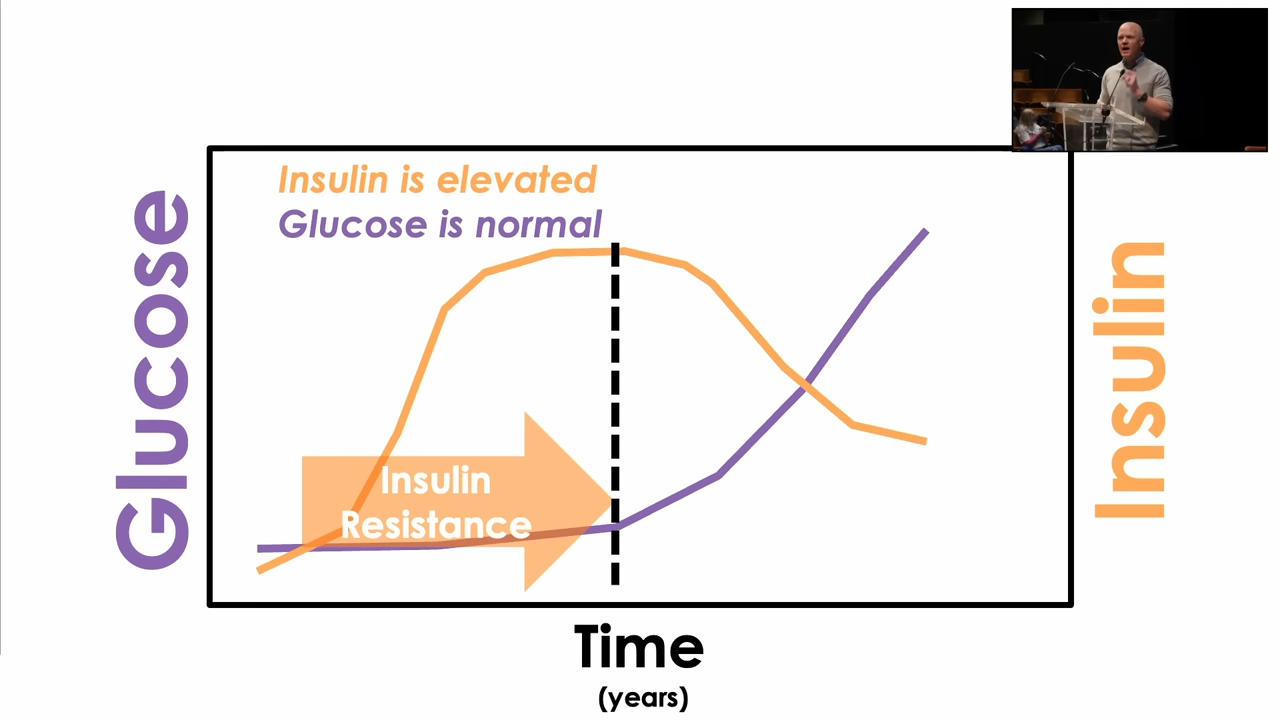 Insulin is elevated
Glucose is normal
Glucose
Insulin
Insulin
Resistance
Time
(years)